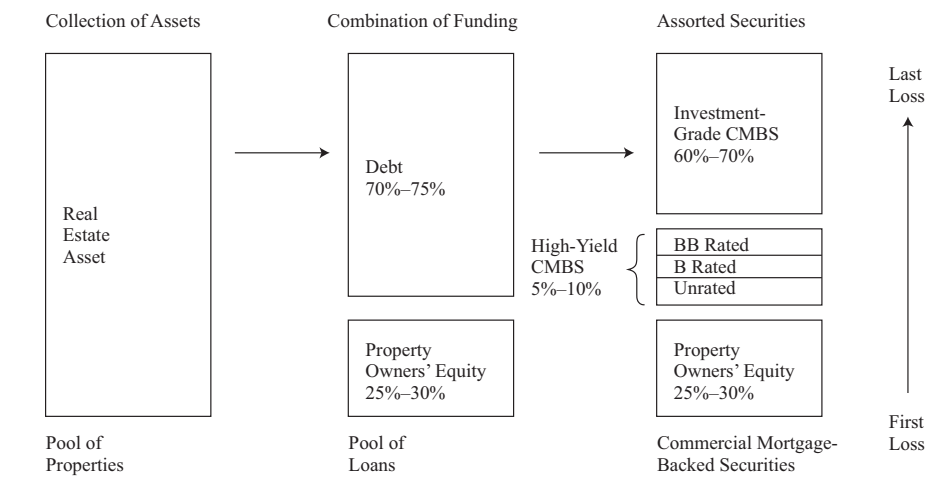 Collection of Assets
Combination of Funding
Assorted Securities
Real
Estate
Asset
Debt
70%–75%
Property
Owners’ Equity
25%–30%
High-Yield
CMBS
5%–10%
Investment-
Grade CMBS
60%–70%
BB Rated
B Rated
Unrated
Property
Owners’ Equity
25%–30%
Last
Loss
First
Loss
Pool of
Properties
Pool of
Loans
Commercial Mortgage-
Backed Securities